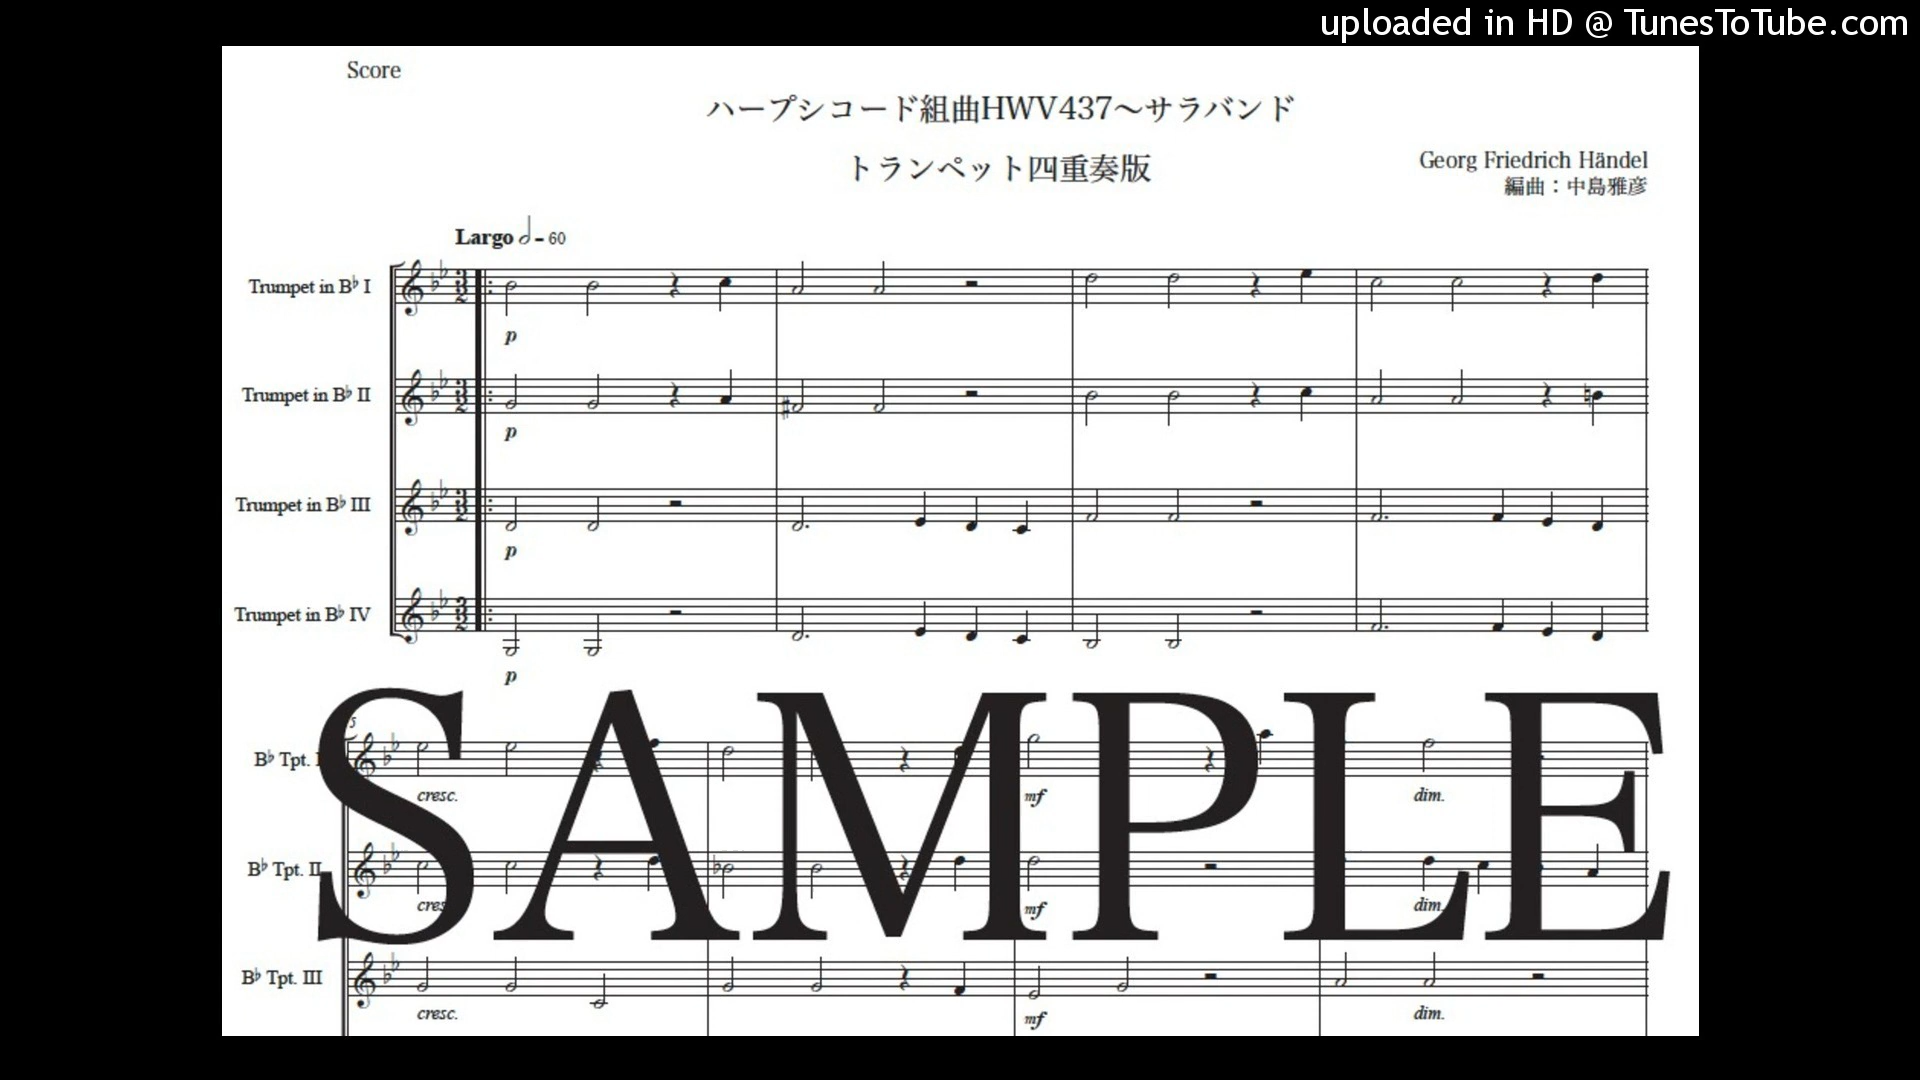 uploaded in HD @ TunesToTube.com
Score
ハープシコード組曲HWV437～サラバンド
トランペット四重奏版
Georg Friedrich Händel
編曲：中島雅彦
Largo 𝅗𝅥 = 60
Trumpet in B♭ I
p
Trumpet in B♭ II
p
Trumpet in B♭ III
p
Trumpet in B♭ IV
p
SAMPLE
5
B♭ Tpt. I
cresc.
mf
dim.
B♭ Tpt. II
cresc.
mf
dim.
B♭ Tpt. III
cresc.
mf
dim.